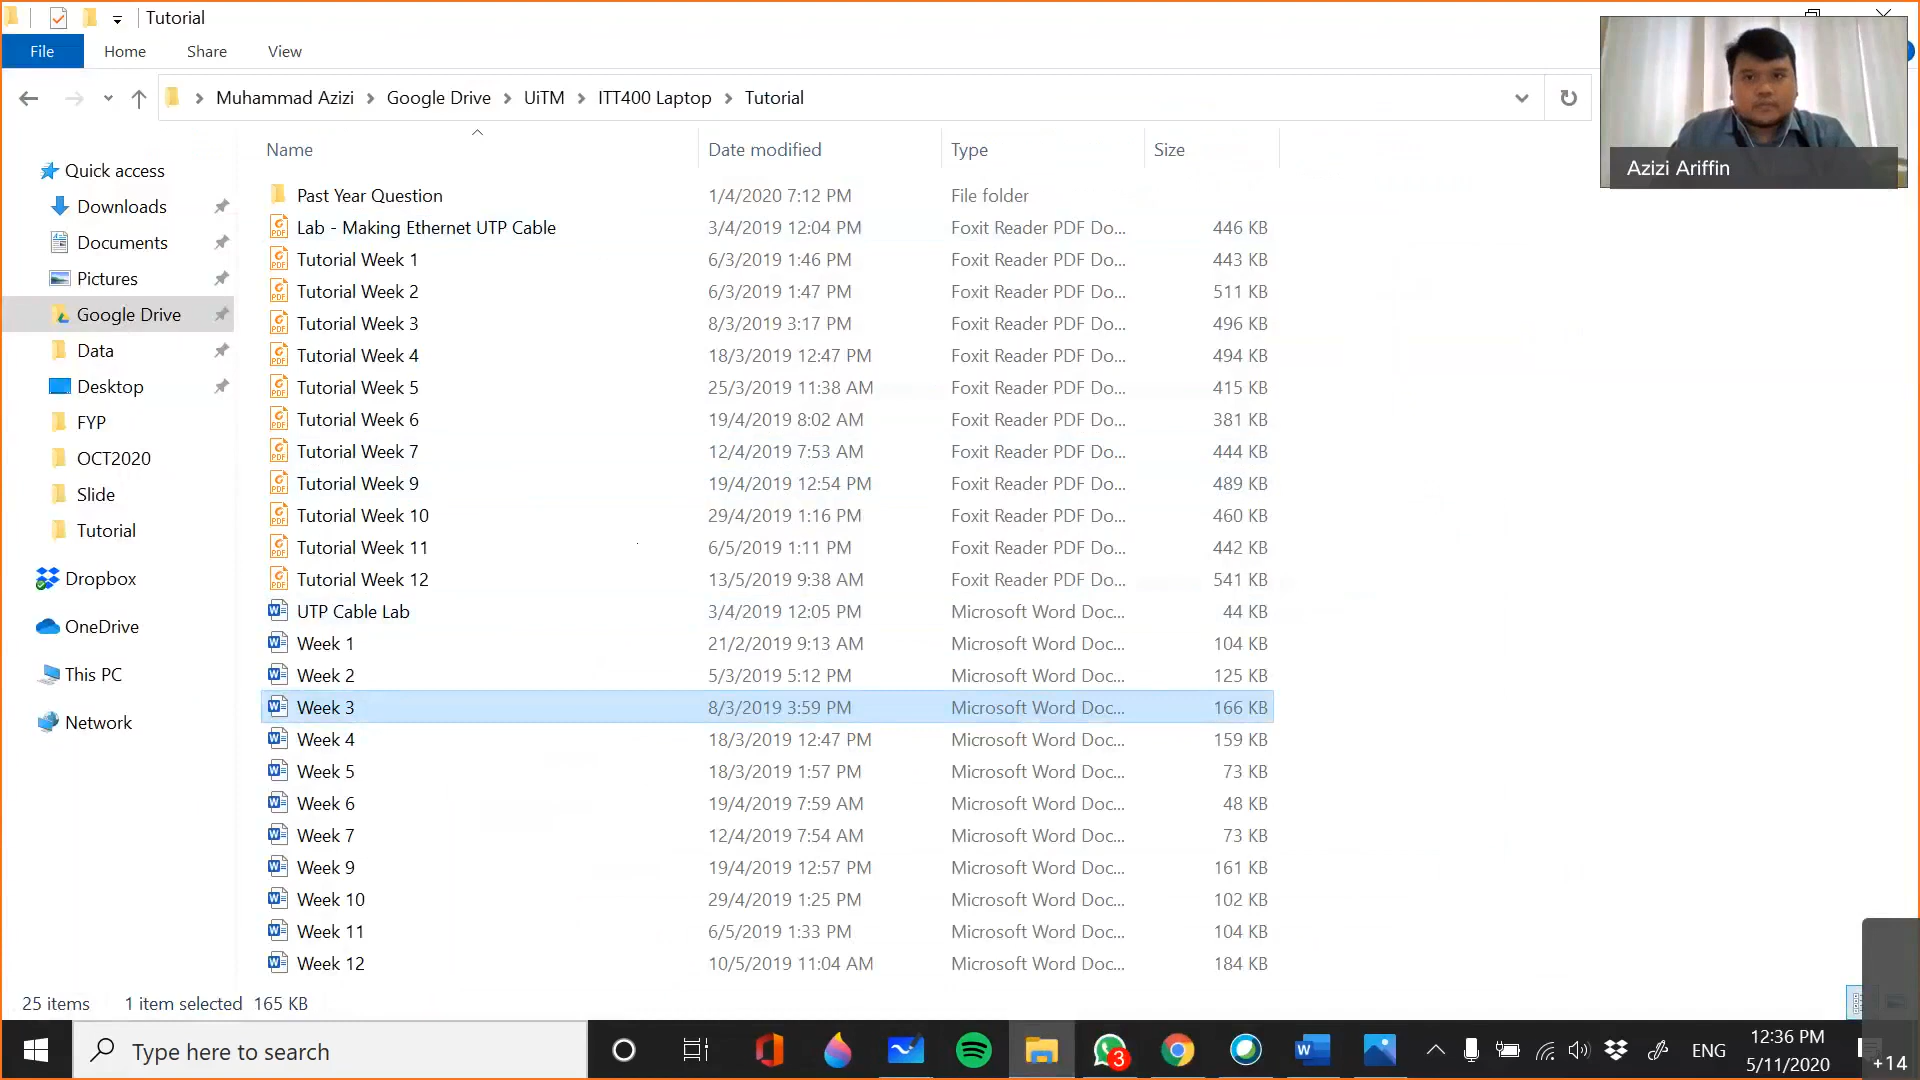 Tutorial
File Home Share View
Muhammad Azizi Google Drive UiTM ITT400 Laptop Tutorial
Azizi Ariffin
Name Date modified Type Size
Quick access
Downloads
Documents
Pictures
Google Drive
Data
Desktop
FYP
OCT2020
Slide
Tutorial
Dropbox
OneDrive
This PC
Network
Past Year Question 1/4/2020 7:12 PM File folder
Lab - Making Ethernet UTP Cable 3/4/2019 12:04 PM Foxit Reader PDF Do... 446 KB
Tutorial Week 1 6/3/2019 1:46 PM Foxit Reader PDF Do... 443 KB
Tutorial Week 2 6/3/2019 1:47 PM Foxit Reader PDF Do... 511 KB
Tutorial Week 3 8/3/2019 3:17 PM Foxit Reader PDF Do... 496 KB
Tutorial Week 4 18/3/2019 12:47 PM Foxit Reader PDF Do... 494 KB
Tutorial Week 5 25/3/2019 11:38 AM Foxit Reader PDF Do... 415 KB
Tutorial Week 6 19/4/2019 8:02 AM Foxit Reader PDF Do... 381 KB
Tutorial Week 7 12/4/2019 7:53 AM Foxit Reader PDF Do... 444 KB
Tutorial Week 9 19/4/2019 12:54 PM Foxit Reader PDF Do... 489 KB
Tutorial Week 10 29/4/2019 1:16 PM Foxit Reader PDF Do... 460 KB
Tutorial Week 11 6/5/2019 1:11 PM Foxit Reader PDF Do... 442 KB
Tutorial Week 12 13/5/2019 9:38 AM Foxit Reader PDF Do... 541 KB
UTP Cable Lab 3/4/2019 12:05 PM Microsoft Word Doc... 44 KB
Week 1 21/2/2019 9:13 AM Microsoft Word Doc... 104 KB
Week 2 5/3/2019 5:12 PM Microsoft Word Doc... 125 KB
Week 3 8/3/2019 3:59 PM Microsoft Word Doc... 166 KB
Week 4 18/3/2019 12:47 PM Microsoft Word Doc... 159 KB
Week 5 18/3/2019 1:57 PM Microsoft Word Doc... 73 KB
Week 6 19/4/2019 7:59 AM Microsoft Word Doc... 48 KB
Week 7 12/4/2019 7:54 AM Microsoft Word Doc... 73 KB
Week 9 19/4/2019 12:57 PM Microsoft Word Doc... 161 KB
Week 10 29/4/2019 1:25 PM Microsoft Word Doc... 102 KB
Week 11 6/5/2019 1:33 PM Microsoft Word Doc... 104 KB
Week 12 10/5/2019 11:04 AM Microsoft Word Doc... 184 KB
25 items 1 item selected 165 KB
Type here to search
3
ENG
12:36 PM
5/11/2020
+14